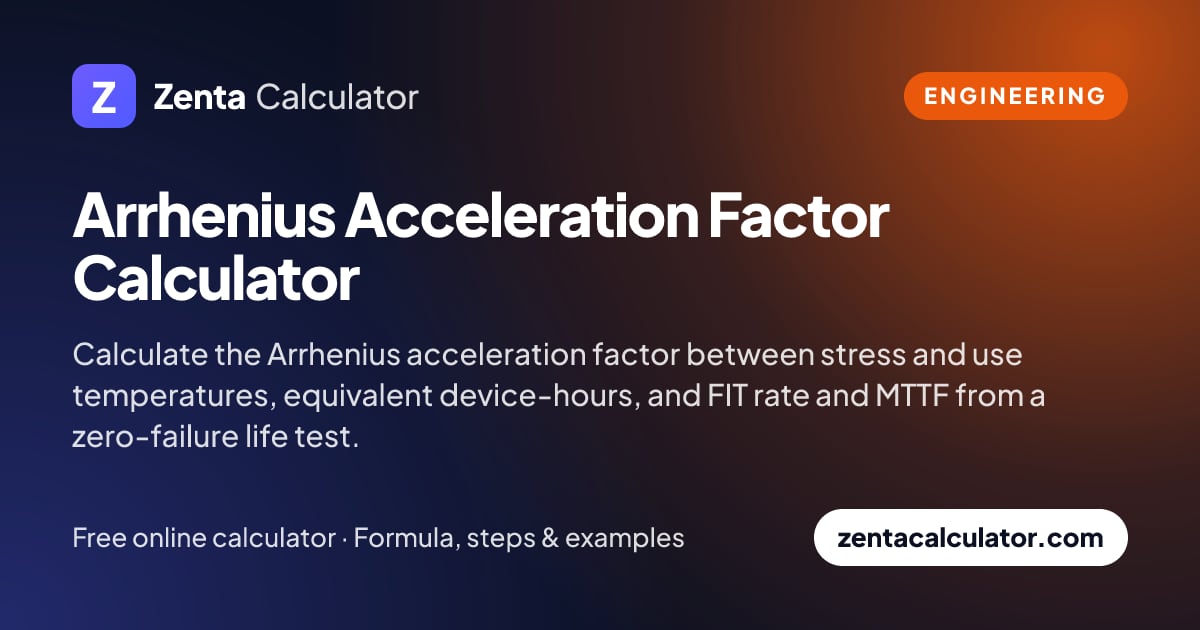 Z
Zenta Calculator
ENGINEERING
Arrhenius Acceleration Factor
Calculator
Calculate the Arrhenius acceleration factor between stress and use
temperatures, equivalent device-hours, and FIT rate and MTTF from a
zero-failure life test.
Free online calculator · Formula, steps & examples
zentacalculator.com